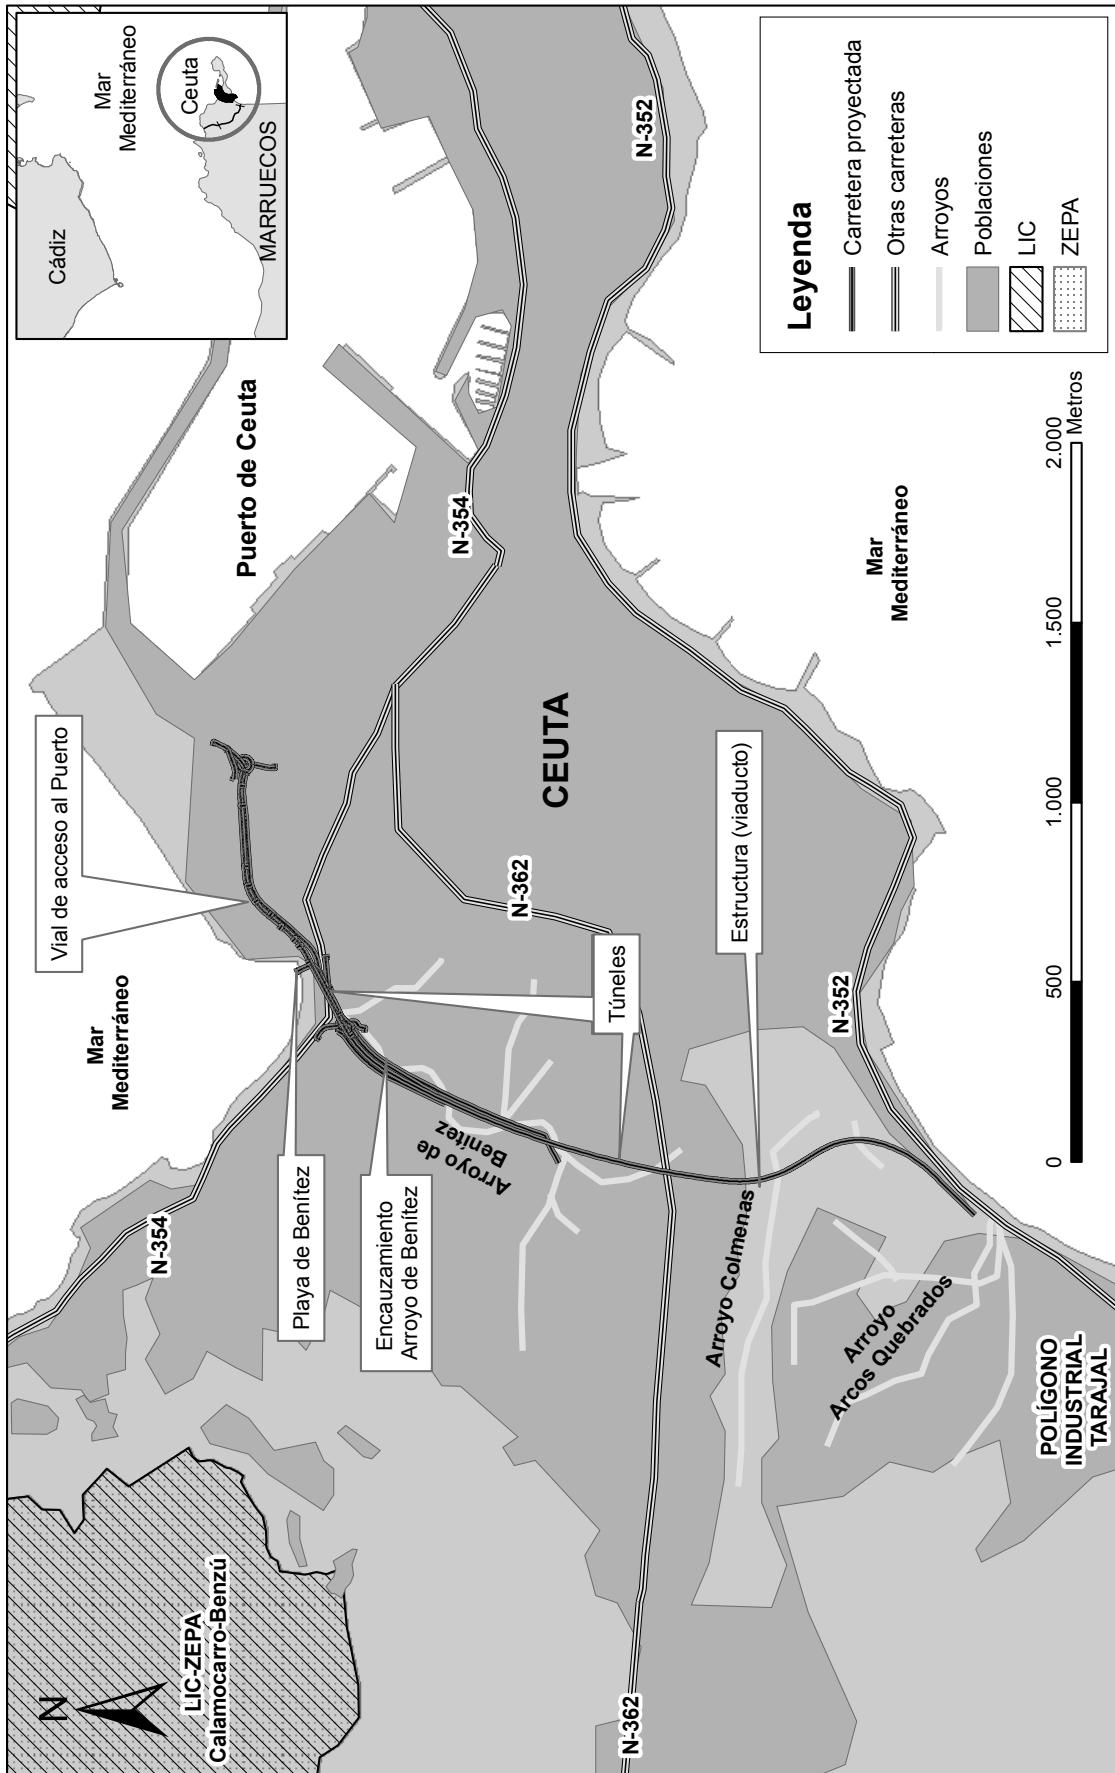 N
LIC-ZEPA
Calamocarro-Benzú
N-354
Mar
Mediterráneo
Vial de acceso al Puerto
Puerto de Ceuta
Cádiz
Mar
Mediterráneo
Ceuta
MARRUECOS
Playa de Benítez
Encauzamiento
Arroyo de Benítez
Arroyo de
Benítez
N-354
N-362
CEUTA
Túneles
N-362
N-352
Arroyo Colmenas
Estructura (viaducto)
Arroyo
Arcos Quebrados
N-352
Mar
Mediterráneo
POLÍGONO
INDUSTRIAL
TARAJAL
0
500
1.000
1.500
2.000
Metros
Leyenda
Carretera proyectada
Otras carreteras
Arroyos
Poblaciones
LIC
ZEPA